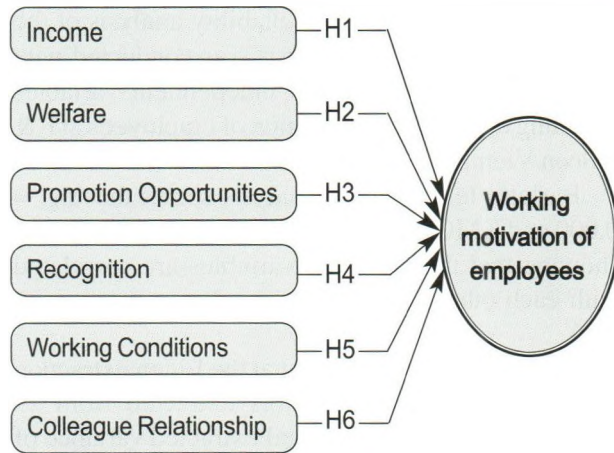 Income H1
Welfare H2
Promotion Opportunities H3
Recognition H4
Working Conditions H5
Colleague Relationship H6
Working
motivation of
employees